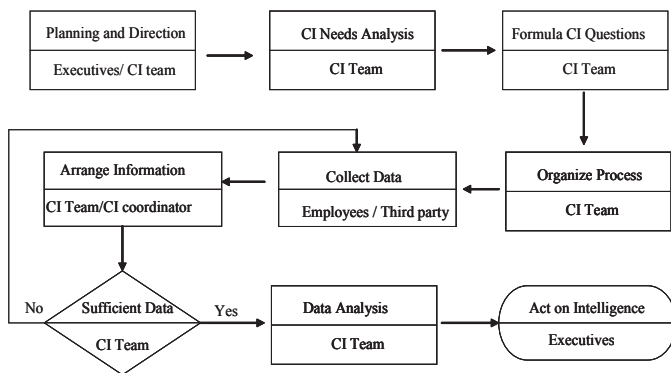 Planning and Direction
Executives/ CI team
CI Needs Analysis
CI Team
Formula CI Questions
CI Team
Organize Process
CI Team
Collect Data
Employees / Third party
Arrange Information
CI Team/CI coordinator
Sufficient Data
CI Team
No
Yes
Data Analysis
CI Team
Act on Intelligence
Executives